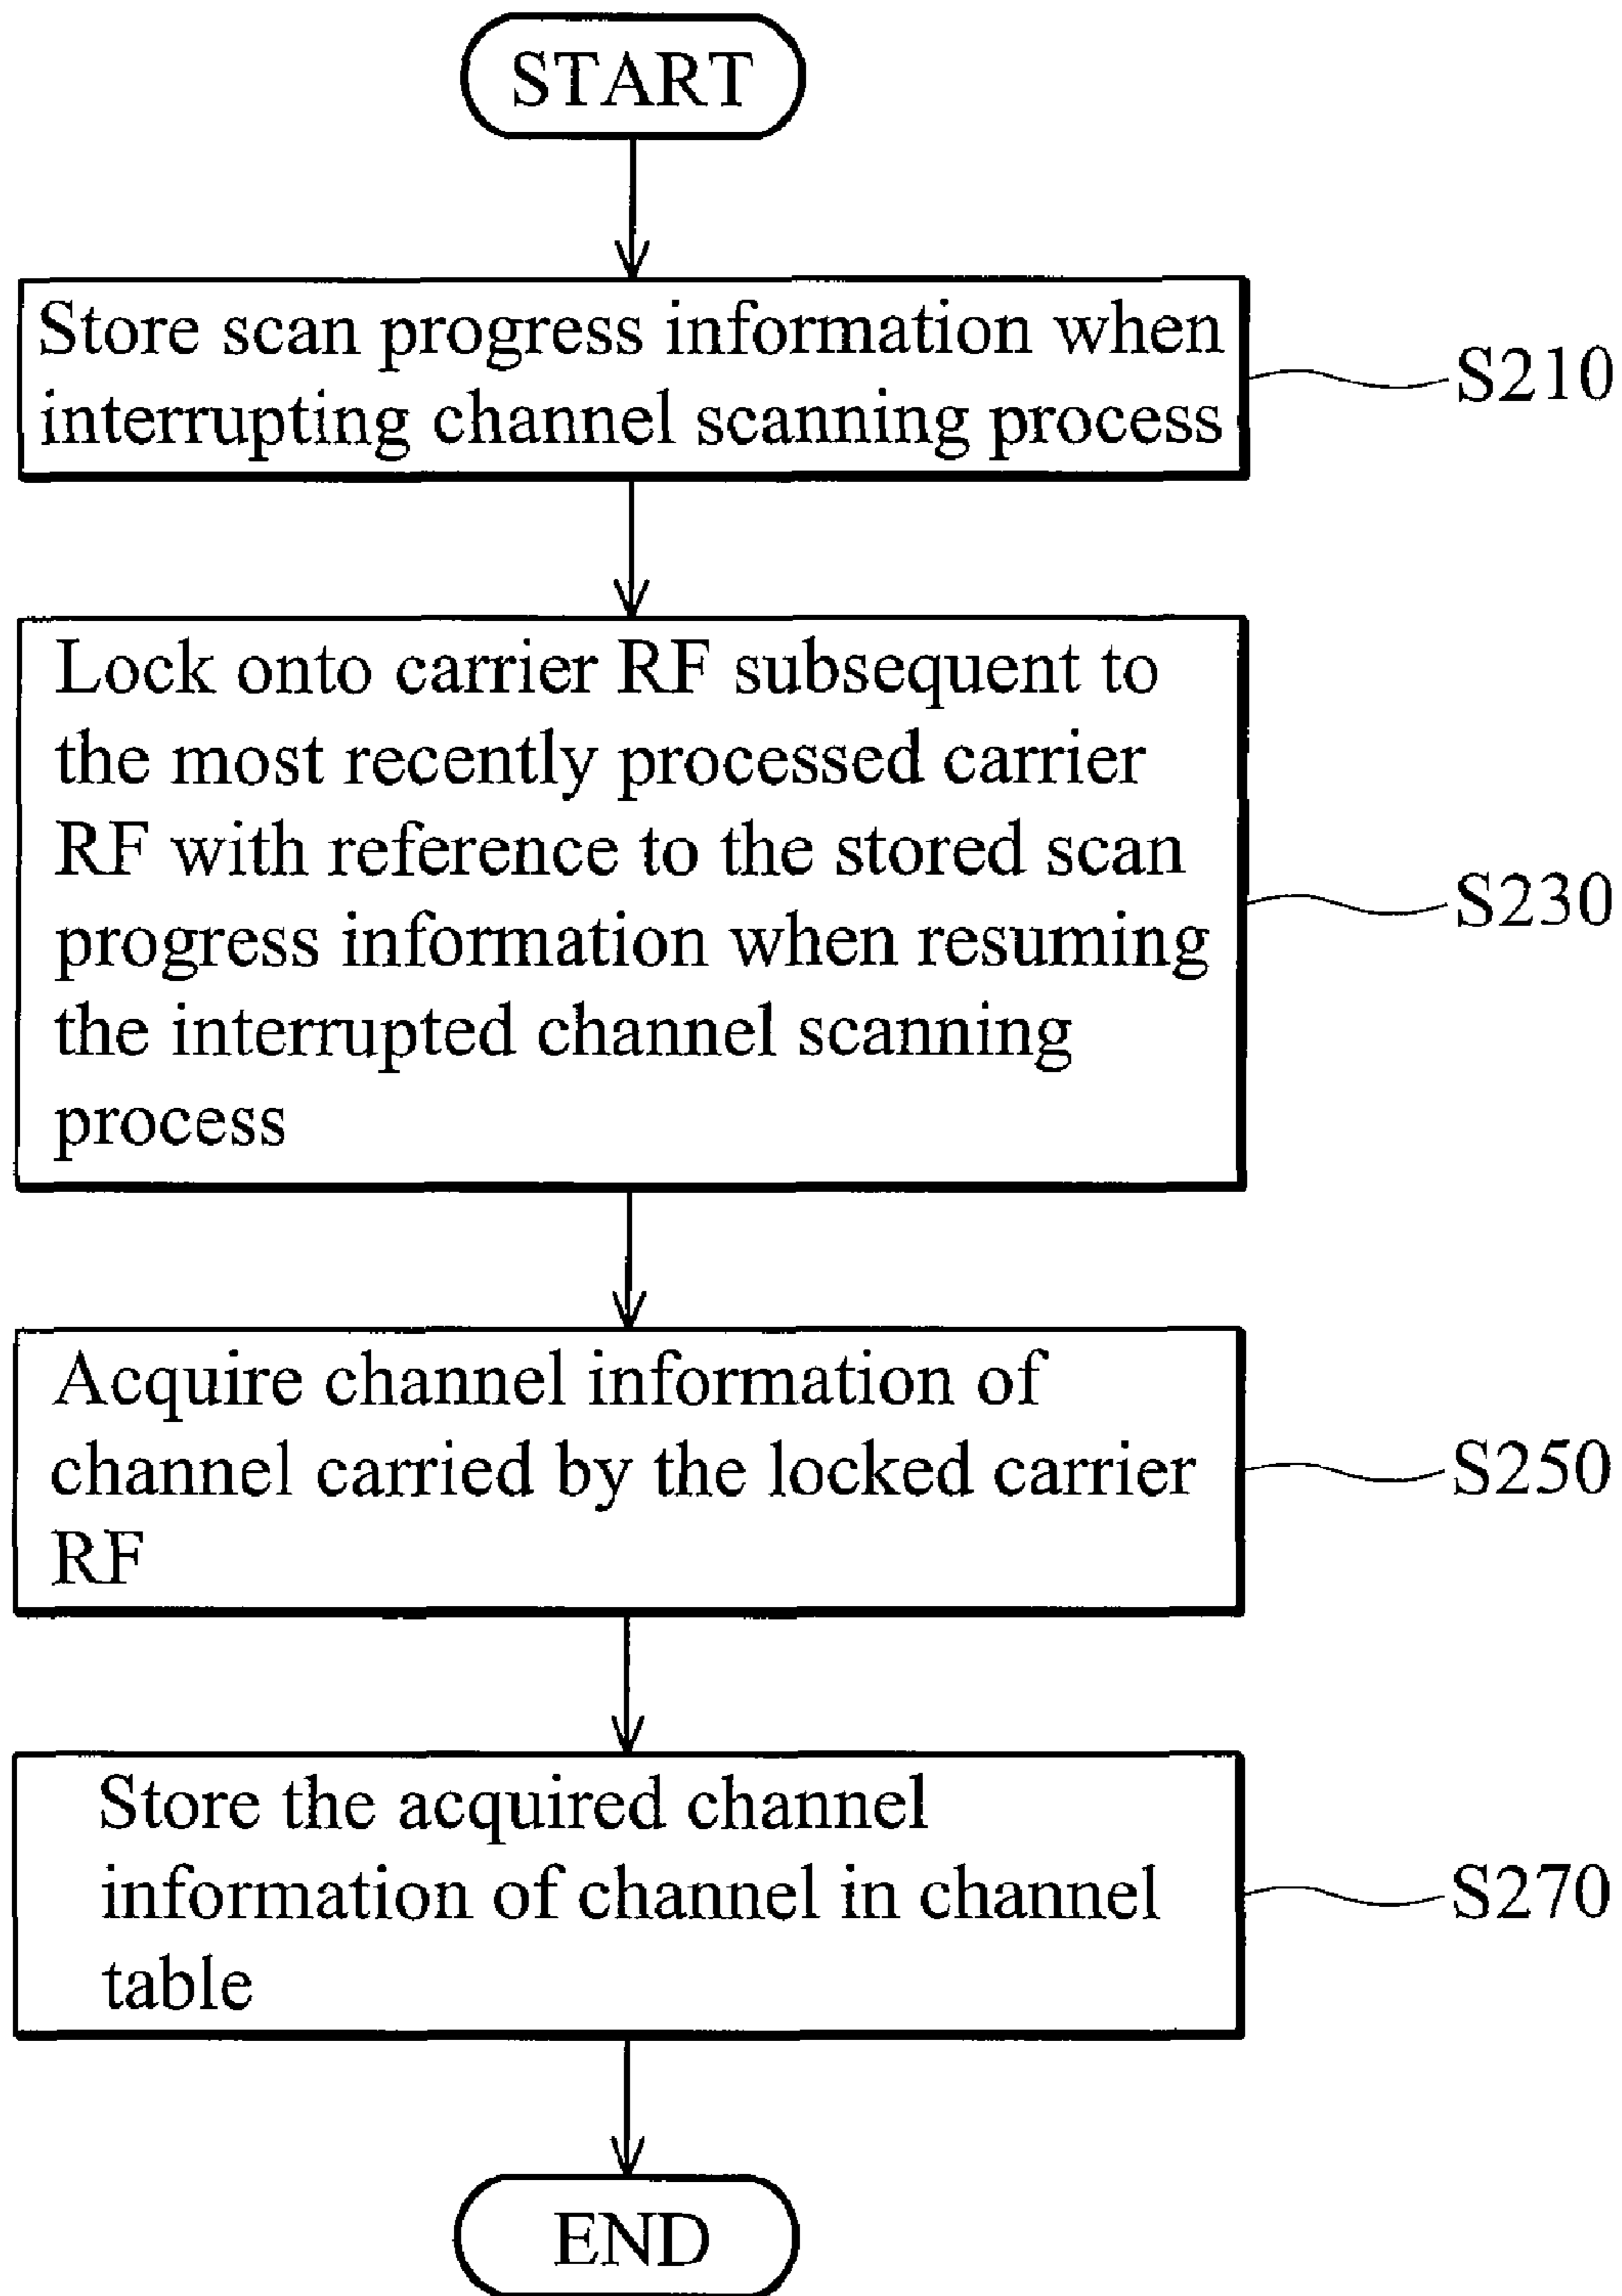 START
Store scan progress information when
interrupting channel scanning process
S210
Lock onto carrier RF subsequent to
the most recently processed carrier
RF with reference to the stored scan
progress information when resuming
the interrupted channel scanning
process
S230
Acquire channel information of
channel carried by the locked carrier
RF
S250
Store the acquired channel
information of channel in channel
table
S270
END